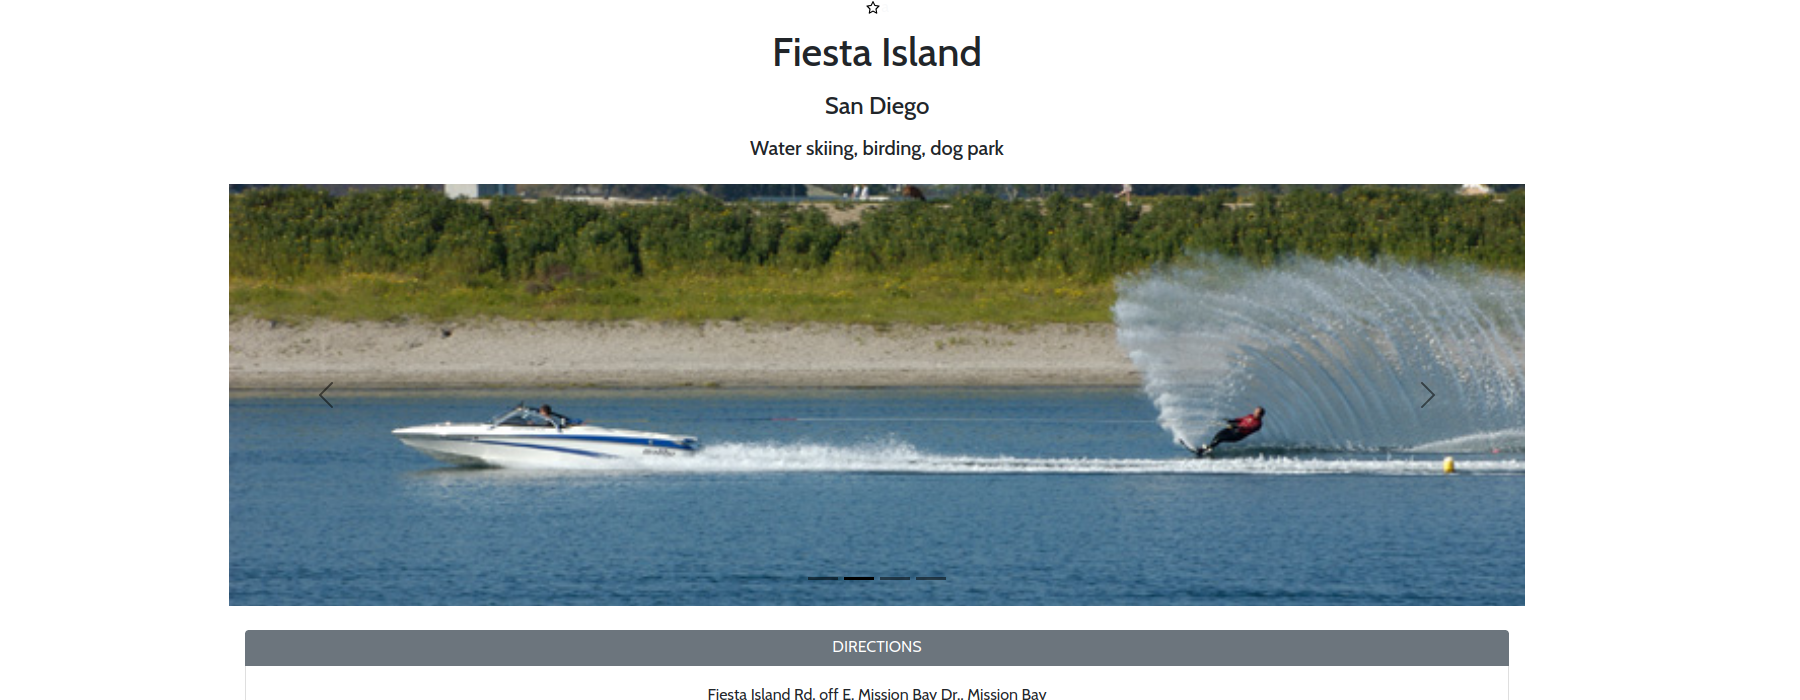 Fiesta Island
San Diego
Water skiing, birding, dog park
DIRECTIONS
Fiesta Island Rd. off E. Mission Bay Dr., Mission Bay